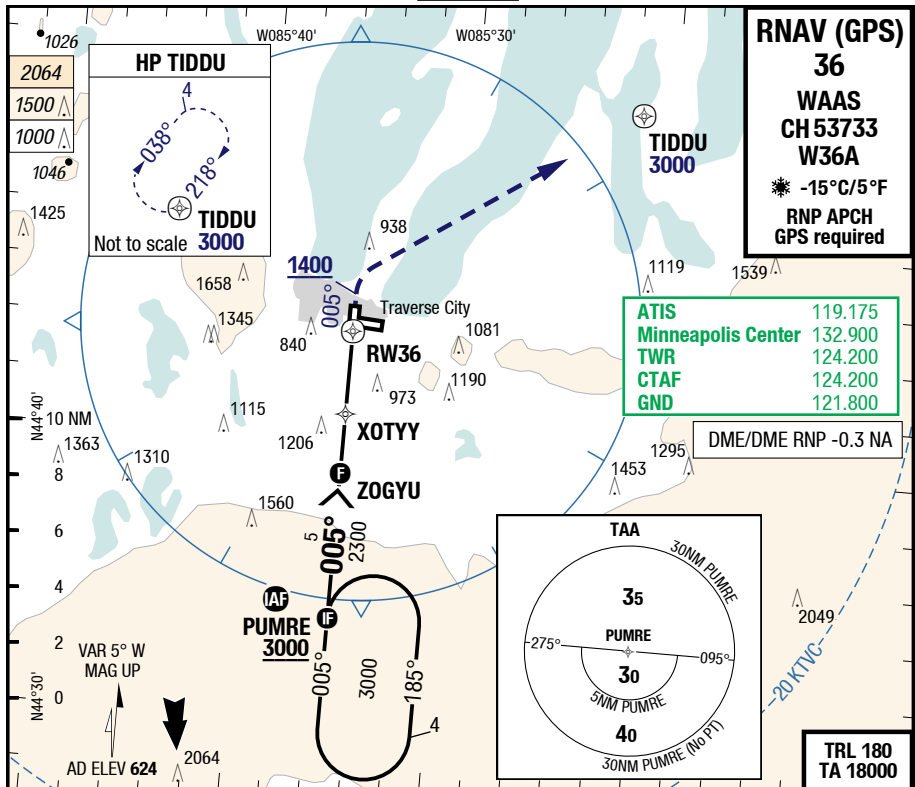 W085°40'
W085°30'
RNAV (GPS)
36
WAAS
CH 53733
W36A
-15°C/5°F
RNP APCH
GPS required
1026
2064
1500
1000
1046
1425
HP TIDDU
4
038°
218°
TIDDU
3000
Not to scale
TIDDU
3000
938
1400
005°
1658
1345
840
Traverse City
RW36
1081
973
1190
1119
1539
ATIS 119.175
Minneapolis Center 132.900
TWR 124.200
CTAF 124.200
GND 121.800
DME/DME RNP -0.3 NA
N44°40'
10 NM
8
6
4
2
0
N44°30'
1363
1310
1115
1206
XOTYY
F
ZOGYU
1560
5
005°
2300
1295
1453
IAF
IF
PUMRE
3000
005°
3000
185°
4
VAR 5° W
MAG UP
AD ELEV 624
2064
TAA
30NM PUMRE
35
PUMRE
275°
095°
30
5NM PUMRE
40
30NM PUMRE (No PT)
2049
20 KTVC
TRL 180
TA 18000